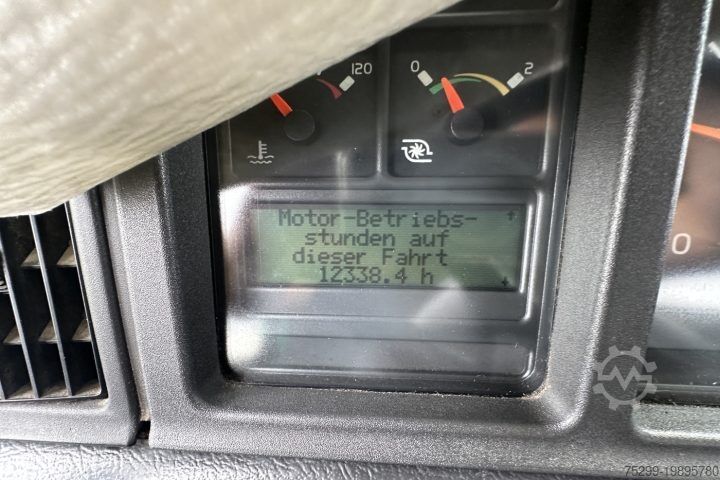 120
0
2
Motor-Betriebs-
stunden auf
dieser Fahrt
12338.4 h
0
75299-19895780